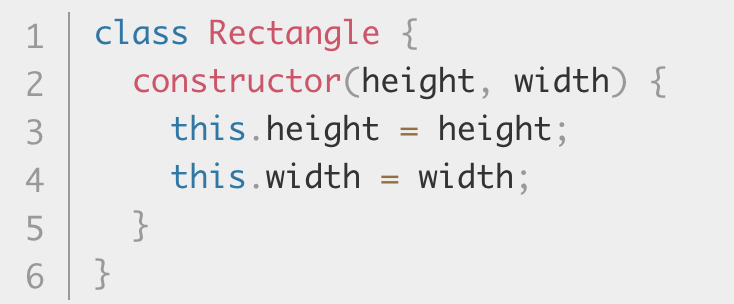 1 class Rectangle {
2   constructor(height, width) {
3     this.height = height;
4     this.width = width;
5   }
6 }